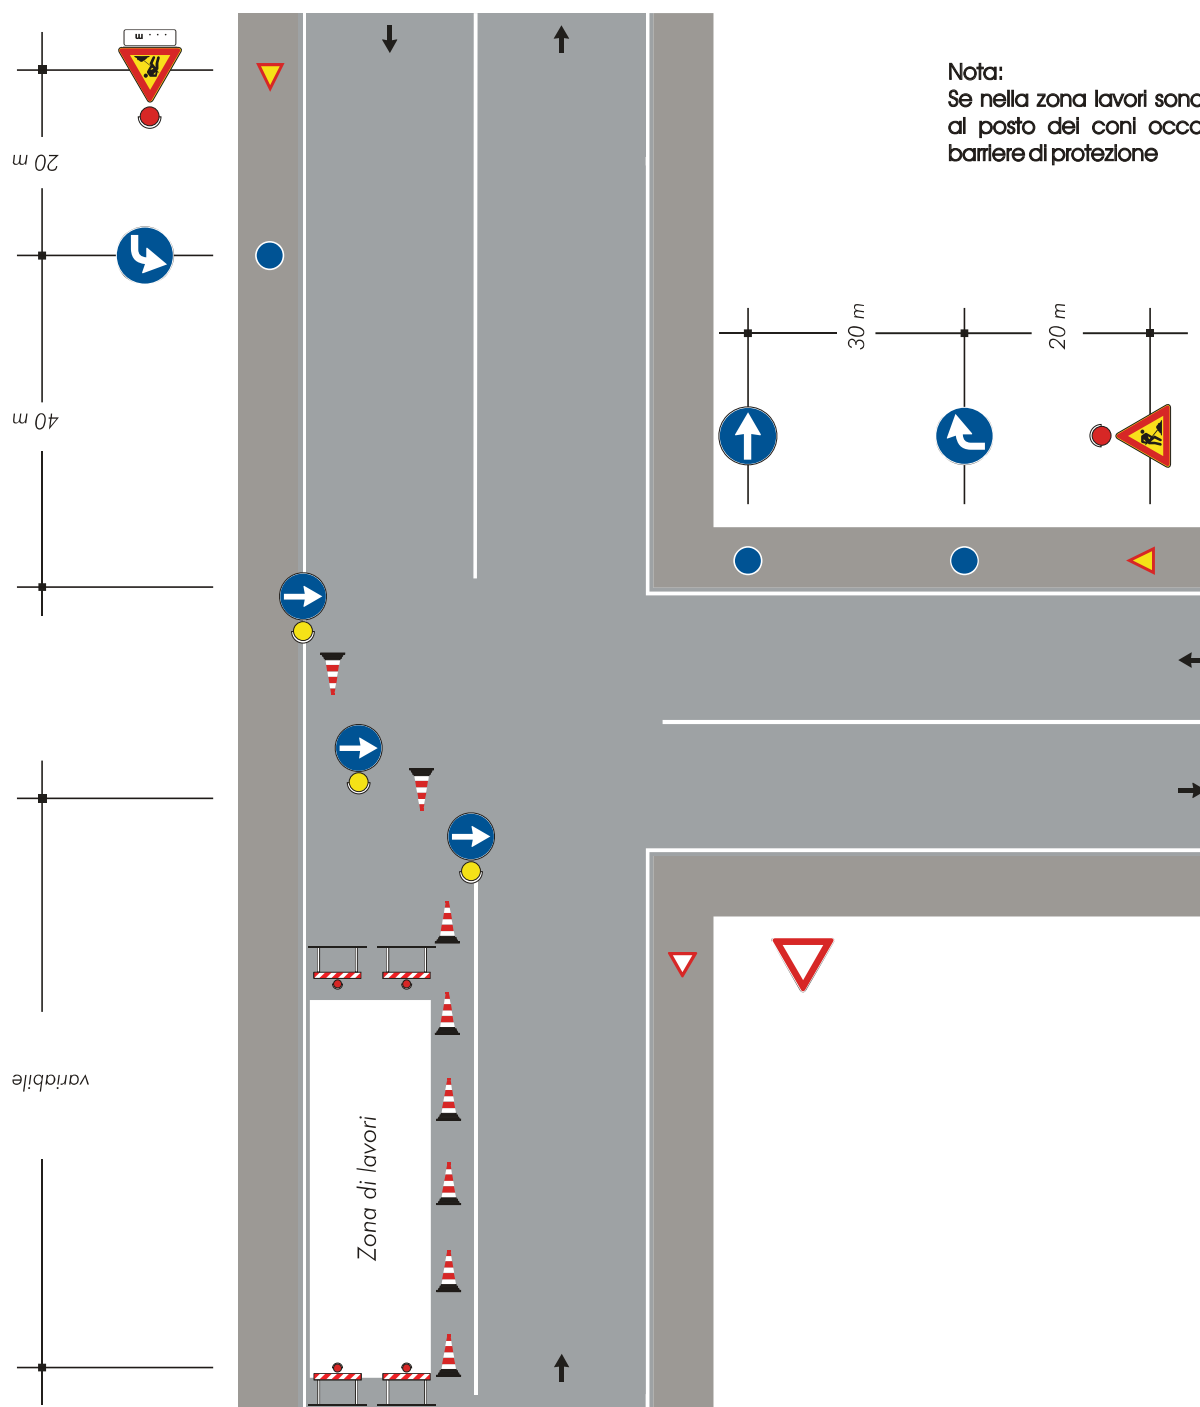 m
20 m
40 m
variabile
Nota:
Se nella zona lavori sono
al posto dei coni occo
barriere di protezione
30 m
20 m
Zona di lavori